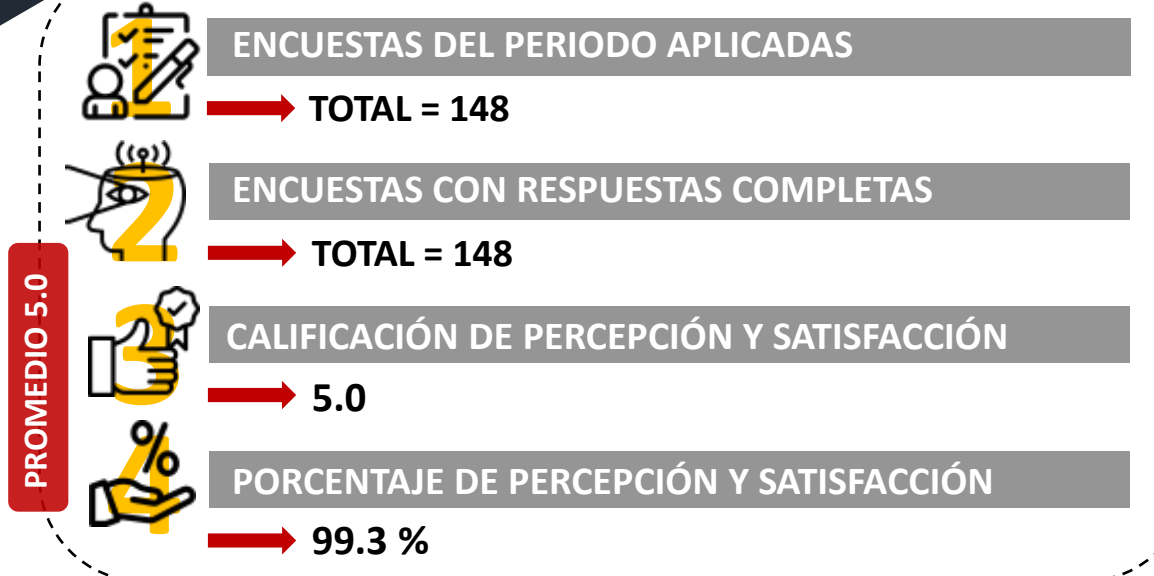 1
ENCUESTAS DEL PERIODO APLICADAS
TOTAL = 148
2
ENCUESTAS CON RESPUESTAS COMPLETAS
TOTAL = 148
PROMEDIO 5.0
3
CALIFICACIÓN DE PERCEPCIÓN Y SATISFACCIÓN
5.0
4
%
PORCENTAJE DE PERCEPCIÓN Y SATISFACCIÓN
99.3 %